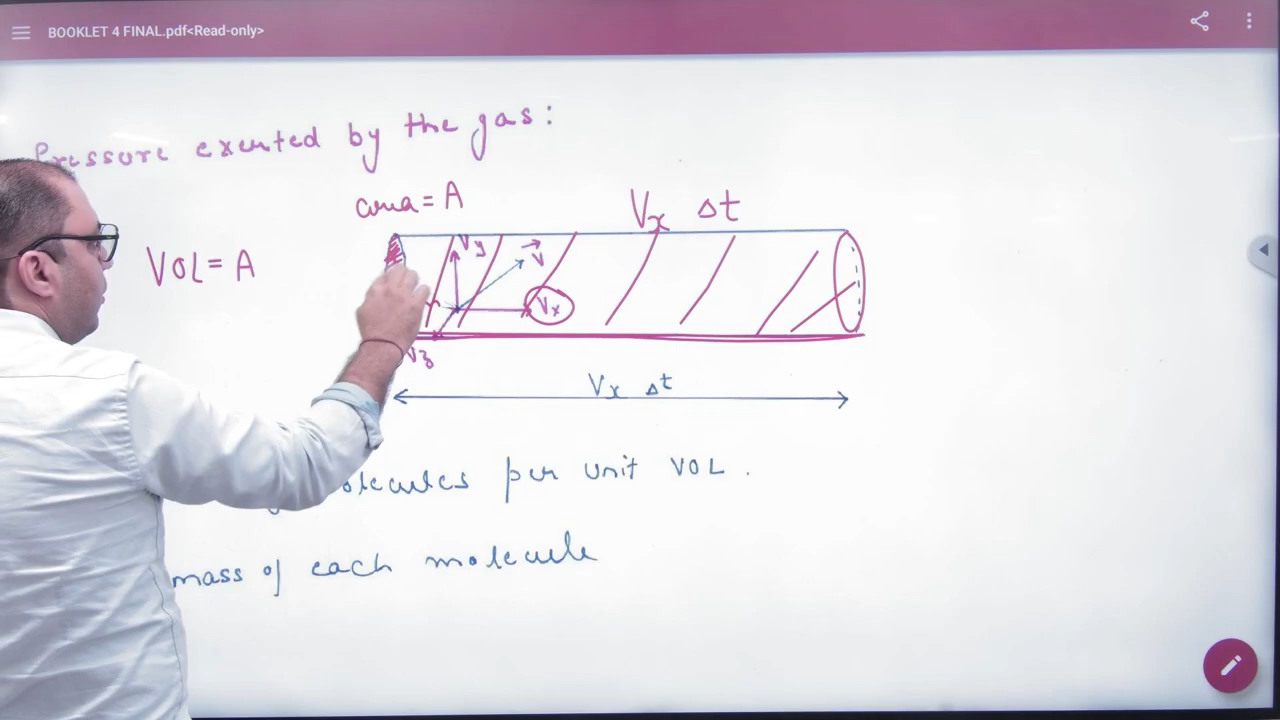 BOOKLET 4 FINAL.pdf<Read-only>
Pressure exerted by the gas:
area = A
Vx Δt
VOL = A
Vy
V
Vx
Vz
Vx Δt
per unit VOL.
mass of each molecule